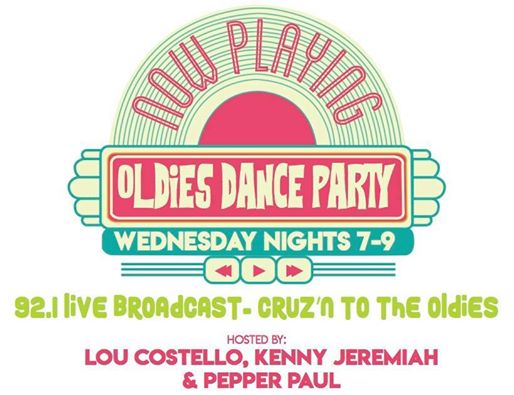 NOW PLAYING
OLDiES DANCE PARTY
WEDNESDAY NIGHTS 7-9
92.1 liVE BROADCAST- CRUZ'N TO THE OldiES
HOSTED BY:
LOU COSTELLO, KENNY JEREMIAH
& PEPPER PAUL